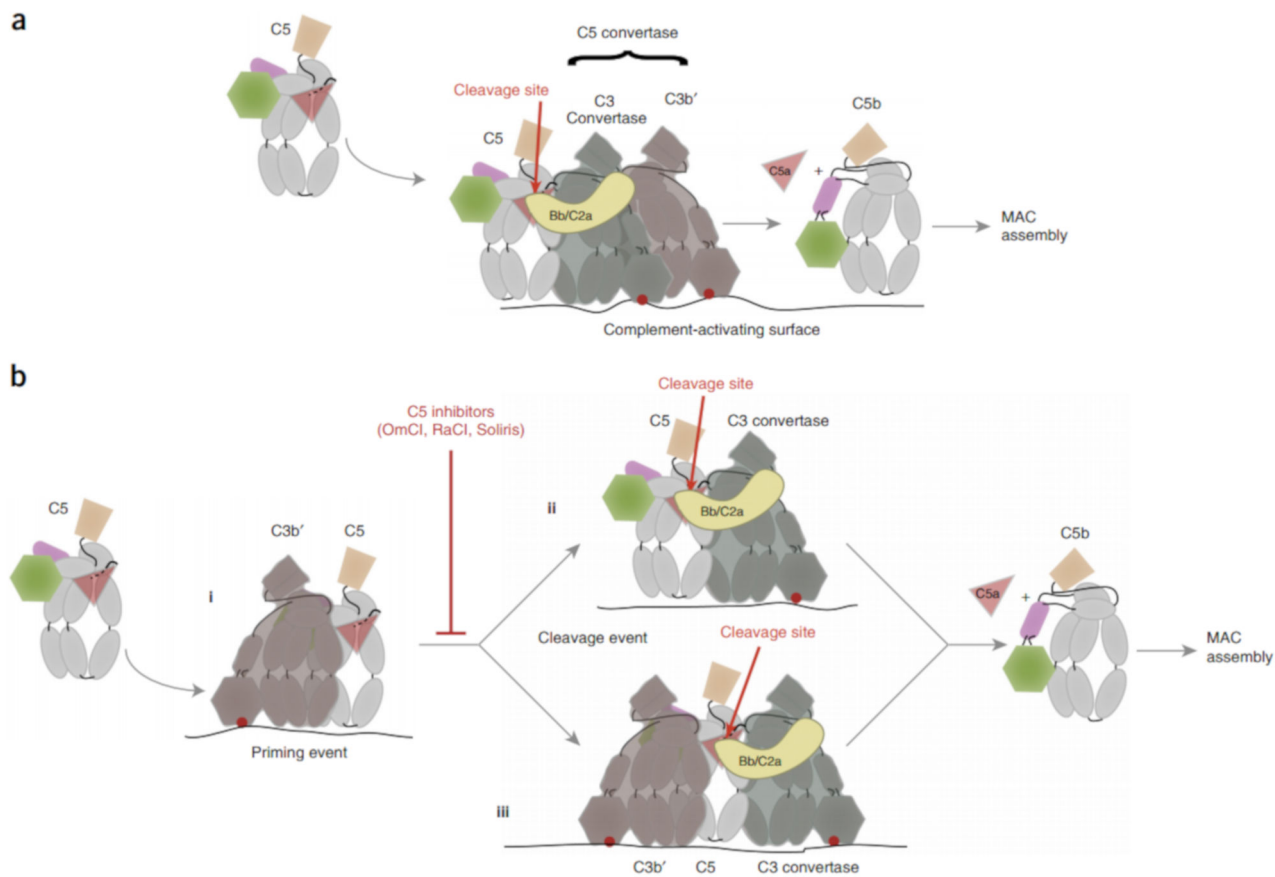 a
C5
C5 convertase
Cleavage site
C3
Convertase
C3b′
C5
Bb/C2a
C5a
+
C5b
MAC
assembly
Complement-activating surface
b
C5 inhibitors
(OmCI, RaCI, Soliris)
Cleavage site
C5
C3 convertase
Bb/C2a
ii
C5
C3b′
C5
i
Priming event
Cleavage event
Cleavage site
Bb/C2a
iii
C3b′
C5
C3 convertase
C5a
+
C5b
MAC
assembly